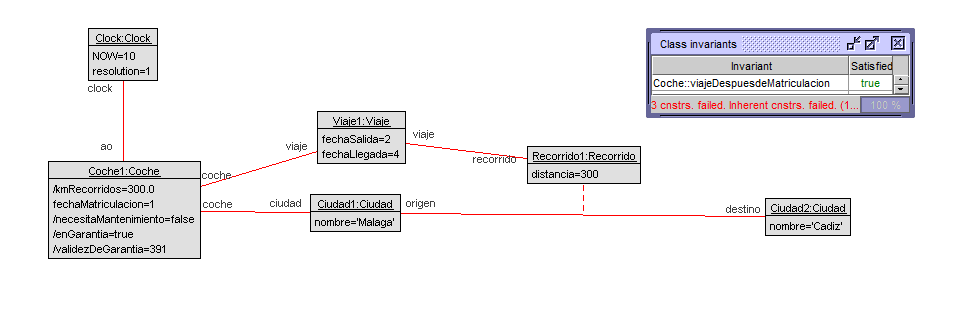 Clock:Clock
NOW=10
resolution=1
clock
ao
Coche1:Coche
/kmRecorridos=300.0
fechaMatriculacion=1
/necesitaMantenimiento=false
/enGarantia=true
/validezDeGarantia=391
coche
viaje
Viaje1:Viaje
fechaSalida=2
fechaLlegada=4
viaje
recorrido
Recorrido1:Recorrido
distancia=300
coche
ciudad
Ciudad1:Ciudad
nombre='Malaga'
origen
destino
Ciudad2:Ciudad
nombre='Cadiz'
Class invariants
Invariant Satisfied
Coche::viajeDespuesdeMatriculacion true
3 cnstrs. failed. Inherent cnstrs. failed. (1... 100 %